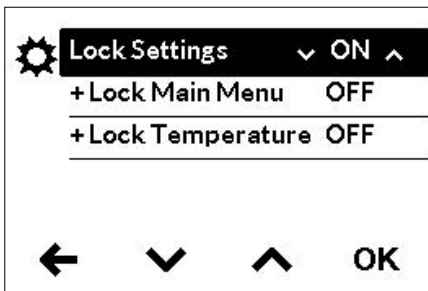 Lock Settings ON
+Lock Main Menu OFF
+Lock Temperature OFF
OK